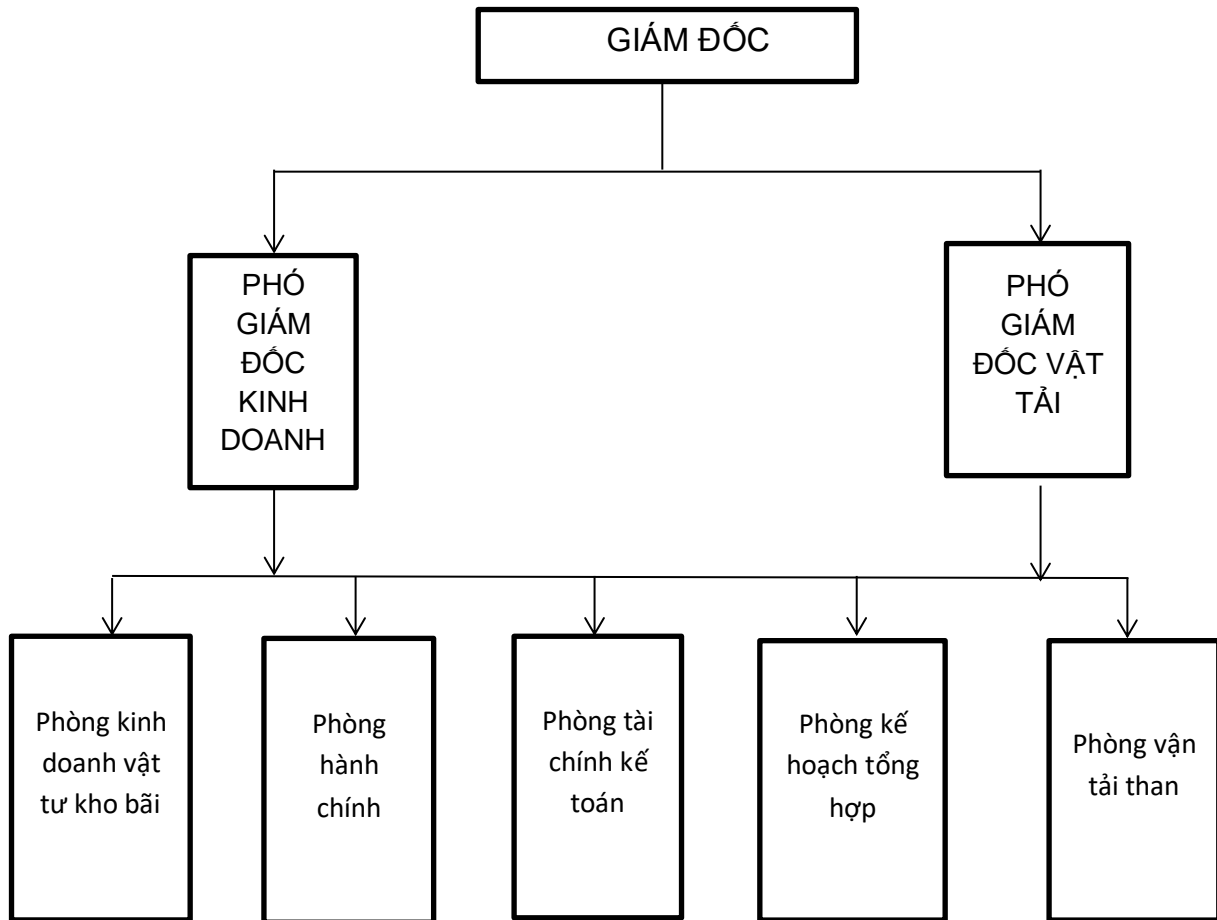 GIÁM ĐỐC
PHÓ
GIÁM
ĐỐC
KINH
DOANH
PHÓ
GIÁM
ĐỐC VẬT
TẢI
Phòng kinh
doanh vật
tư kho bãi
Phòng
hành
chính
Phòng tài
chính kế
toán
Phòng kế
hoạch tổng
hợp
Phòng vận
tải than